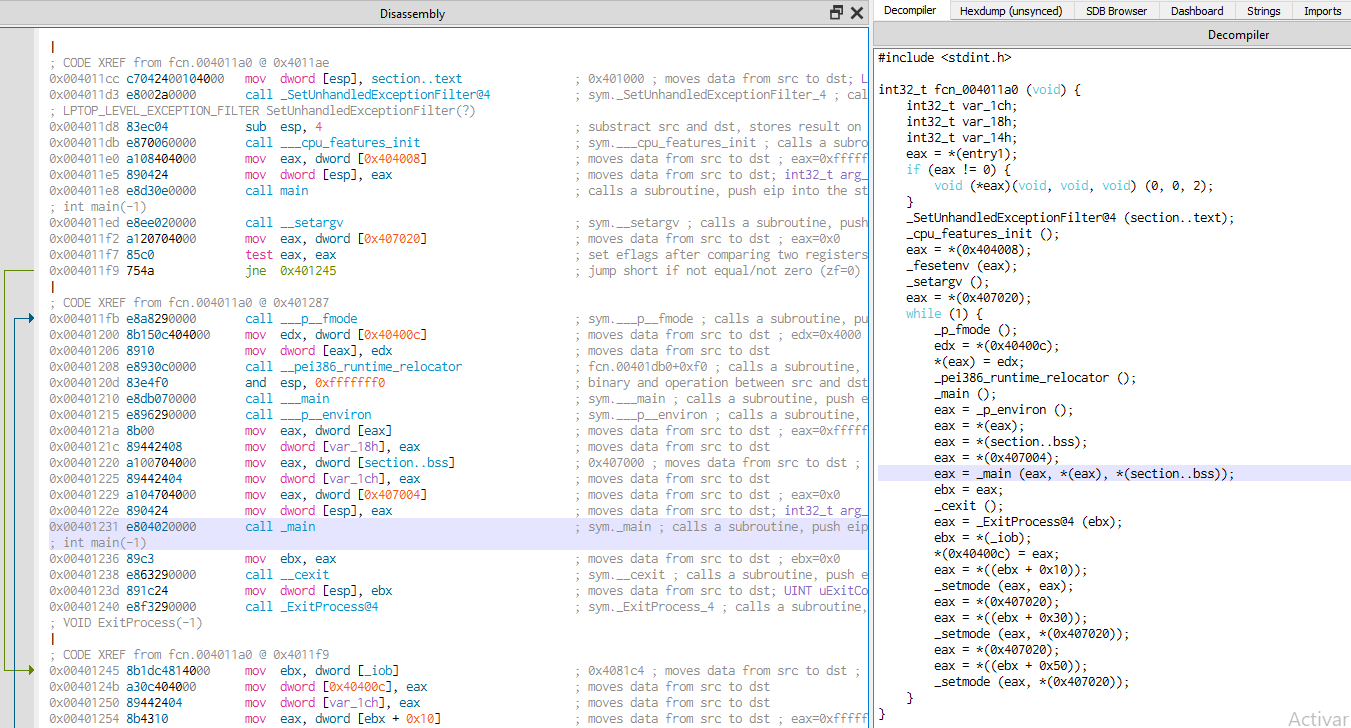 Disassembly
; CODE XREF from fcn.004011a0 @ 0x4011ae
0x004011cc c7042400104000 mov dword [esp], section..text ; 0x401000 ; moves data from src to dst; L
0x004011d3 e8002a0000 call _SetUnhandledExceptionFilter@4 ; sym._SetUnhandledExceptionFilter_4 ; cal
; LPTOP_LEVEL_EXCEPTION_FILTER SetUnhandledExceptionFilter(?)
0x004011d8 83ec04 sub esp, 4 ; substract src and dst, stores result on
0x004011db e870060000 call ___cpu_features_init ; sym.___cpu_features_init ; calls a subro
0x004011e0 a108404000 mov eax, dword [0x404008] ; moves data from src to dst ; eax=0xfffff
0x004011e5 890424 mov dword [esp], eax ; moves data from src to dst; int32_t arg_
0x004011e8 e8d30e0000 call main ; calls a subroutine, push eip into the st
; int main(-1)
0x004011ed e8ee020000 call __setargv ; sym.__setargv ; calls a subroutine, push
0x004011f2 a120704000 mov eax, dword [0x407020] ; moves data from src to dst ; eax=0x0
0x004011f7 85c0 test eax, eax ; set eflags after comparing two registers
0x004011f9 754a jne 0x401245 ; jump short if not equal/not zero (zf=0)
; CODE XREF from fcn.004011a0 @ 0x401287
0x004011fb e8a8290000 call ___p__fmode ; sym.___p__fmode ; calls a subroutine, pu
0x00401200 8b150c404000 mov edx, dword [0x40400c] ; moves data from src to dst ; edx=0x4000
0x00401206 8910 mov dword [eax], edx ; moves data from src to dst
0x00401208 e8930c0000 call __pei386_runtime_relocator ; fcn.00401db0+0xf0 ; calls a subroutine,
0x0040120d 83e4f0 and esp, 0xfffffff0 ; binary and operation between src and dst
0x00401210 e8db070000 call ___main ; sym.___main ; calls a subroutine, push e
0x00401215 e896290000 call ___p__environ ; sym.___p__environ ; calls a subroutine,
0x0040121a 8b00 mov eax, dword [eax] ; moves data from src to dst ; eax=0xfffff
0x0040121c 89442408 mov dword [var_18h], eax ; moves data from src to dst
0x00401220 a100704000 mov eax, dword [section..bss] ; 0x407000 ; moves data from src to dst ;
0x00401225 89442404 mov dword [var_1ch], eax ; moves data from src to dst
0x00401229 a104704000 mov eax, dword [0x407004] ; moves data from src to dst ; eax=0x0
0x0040122e 890424 mov dword [esp], eax ; moves data from src to dst; int32_t arg_
0x00401231 e804020000 call _main ; sym._main ; calls a subroutine, push eip
; int main(-1)
0x00401236 89c3 mov ebx, eax ; moves data from src to dst ; ebx=0x0
0x00401238 e863290000 call __cexit ; sym.__cexit ; calls a subroutine, push e
0x0040123d 891c24 mov dword [esp], ebx ; moves data from src to dst; UINT uExitCo
0x00401240 e8f3290000 call _ExitProcess@4 ; sym._ExitProcess_4 ; calls a subroutine,
; VOID ExitProcess(-1)
; CODE XREF from fcn.004011a0 @ 0x4011f9
0x00401245 8b1dc4814000 mov ebx, dword [_iob] ; 0x4081c4 ; moves data from src to dst ;
0x0040124b a30c404000 mov dword [0x40400c], eax ; moves data from src to dst
0x00401250 89442404 mov dword [var_1ch], eax ; moves data from src to dst
0x00401254 8b4310 mov eax, dword [ebx + 0x10] ; moves data from src to dst ; eax=0xfffff
Decompiler Hexdump (unsynced) SDB Browser Dashboard Strings Imports
Decompiler
#include <stdint.h>
int32_t fcn_004011a0 (void) {
int32_t var_1ch;
int32_t var_18h;
int32_t var_14h;
eax = *(entry1);
if (eax != 0) {
void (*eax)(void, void, void) (0, 0, 2);
}
_SetUnhandledExceptionFilter@4 (section..text);
_cpu_features_init ();
eax = *(0x404008);
_fesetenv (eax);
_setargv ();
eax = *(0x407020);
while (1) {
_p_fmode ();
edx = *(0x40400c);
*(eax) = edx;
_pei386_runtime_relocator ();
_main ();
eax = _p_environ ();
eax = *(eax);
eax = *(section..bss);
eax = *(0x407004);
eax = _main (eax, *(eax), *(section..bss));
ebx = eax;
_cexit ();
eax = _ExitProcess@4 (ebx);
ebx = *(_iob);
*(0x40400c) = eax;
eax = *((ebx + 0x10));
_setmode (eax, eax);
eax = *(0x407020);
eax = *((ebx + 0x30));
_setmode (eax, *(0x407020));
eax = *(0x407020);
eax = *((ebx + 0x50));
_setmode (eax, *(0x407020));
}
}
Activar